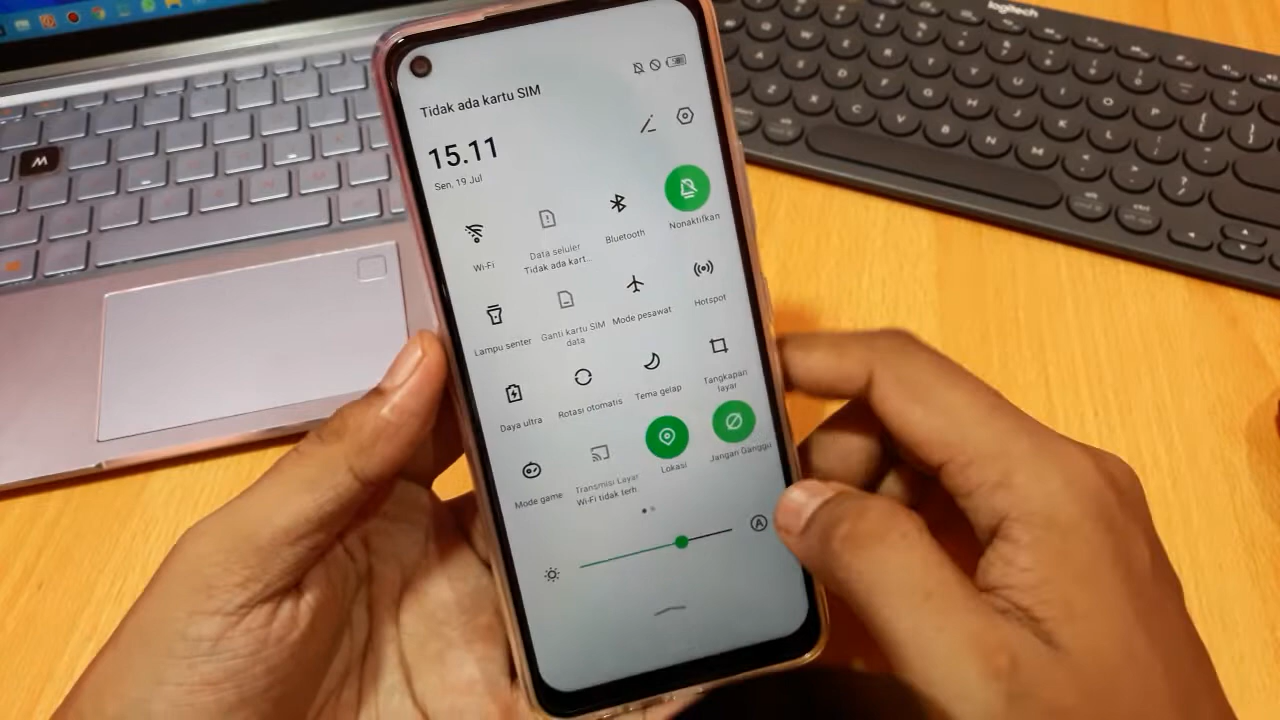 logitech
Tidak ada kartu SIM
15.11
Sen, 19 Jul
Wi-Fi
Data seluler
Tidak ada kart...
Bluetooth
Nonaktifkan
Lampu senter
Ganti kartu SIM
data
Mode pesawat
Hotspot
Daya ultra
Rotasi otomatis
Tema gelap
Tangkapan
layar
Mode game
Transmisi Layar
Wi-Fi tidak terh..
Lokasi
Jangan Ganggu
A